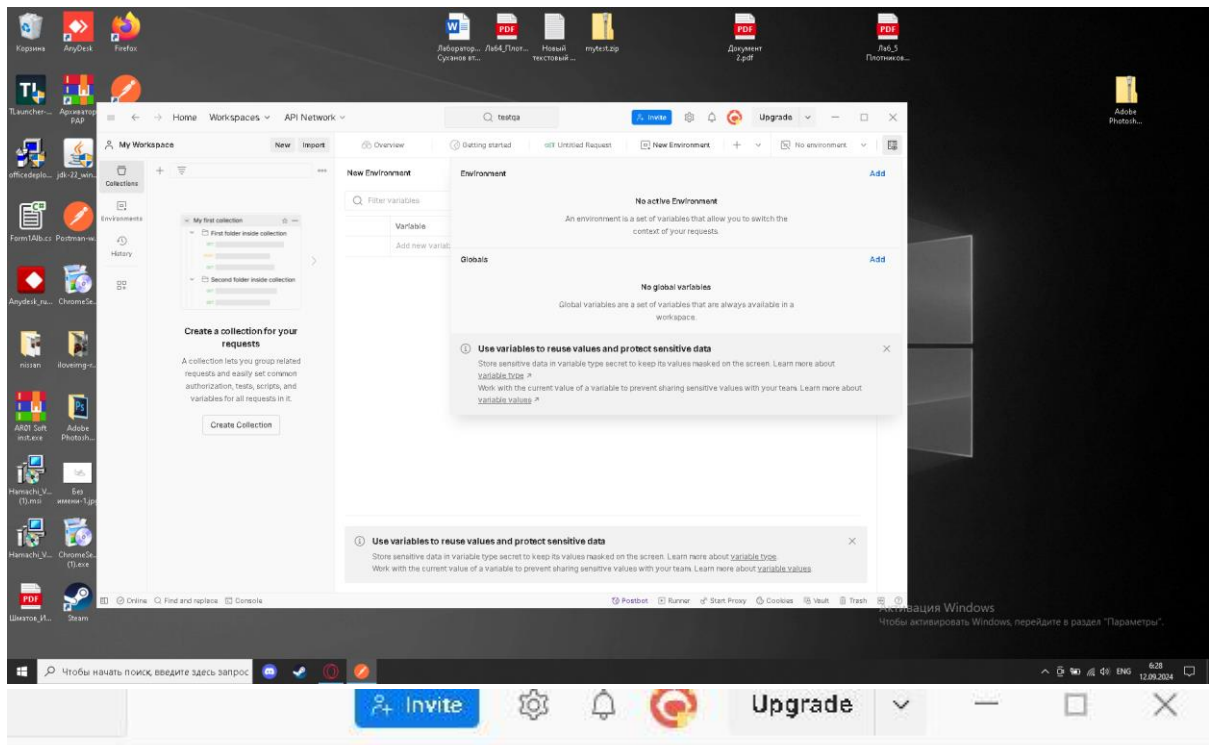 Корзина
AnyDesk
Firefox
Лаборатор...
Суханов вт...
Лаб4_Плот...
Новый
текстовый ...
mytest.zip
Документ
2.pdf
Лаб_5
Плотников...
TLauncher-...
Архиватор
РАР
Adobe
Photosh...
Home Workspaces API Network
testqa
Invite
Upgrade
My Workspace
New Import
Overview
Getting started
GET Untitled Request
New Environment
No environment
officedeplo...
jdk-22_win...
Collections
Environments
History
My first collection
First folder inside collection
Second folder inside collection
Create a collection for your
requests
A collection lets you group related
requests and easily set common
authorization, tests, scripts, and
variables for all requests in it.
Create Collection
New Environment
Filter variables
Variable
Add new variab
Environment
Add
No active Environment
An environment is a set of variables that allow you to switch the
context of your requests.
Globals
Add
No global variables
Global variables are a set of variables that are always available in a
workspace.
Use variables to reuse values and protect sensitive data
Store sensitive data in variable type secret to keep its values masked on the screen. Learn more about
variable type ↗
Work with the current value of a variable to prevent sharing sensitive values with your team. Learn more about
variable values ↗
Form1Alb.cs
Postman-w...
Anydesk_ru...
ChromeSe...
nissan
iloveimg-r...
AR01 Soft
inst.exe
Adobe
Photosh...
Hamachi_V...
(1).msi
Без
имени-1.jpg
Hamachi_V...
ChromeSe...
(1).exe
Steam
Use variables to reuse values and protect sensitive data
Store sensitive data in variable type secret to keep its values masked on the screen. Learn more about variable type.
Work with the current value of a variable to prevent sharing sensitive values with your team. Learn more about variable values
Online Find and replace Console
Postbot Runner Start Proxy Cookies Vault Trash
Активация Windows
Чтобы активировать Windows, перейдите в раздел "Параметры".
Чтобы начать поиск, введите здесь запрос
ENG
6:28
12.09.2024
Invite
Upgrade